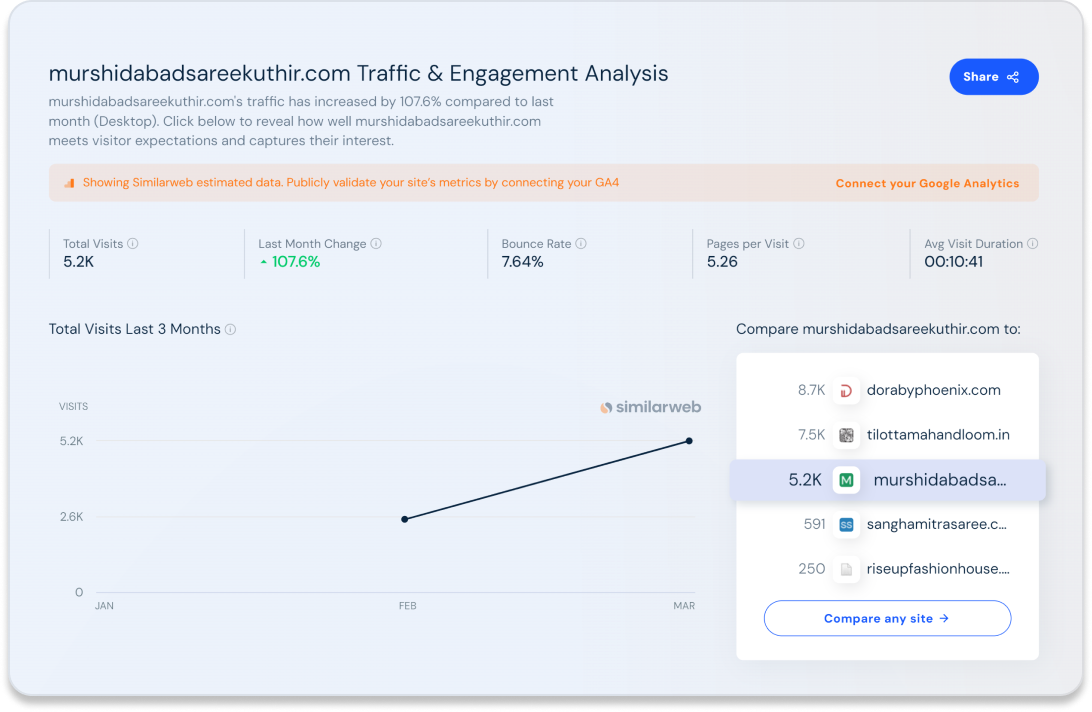 murshidabadsareekuthir.com Traffic & Engagement Analysis
Share
murshidabadsareekuthir.com's traffic has increased by 107.6% compared to last
month (Desktop). Click below to reveal how well murshidabadsareekuthir.com
meets visitor expectations and captures their interest.
Showing Similarweb estimated data. Publicly validate your site's metrics by connecting your GA4
Connect your Google Analytics
Total Visits
5.2K
Last Month Change
107.6%
Bounce Rate
7.64%
Pages per Visit
5.26
Avg Visit Duration
00:10:41
Total Visits Last 3 Months
VISITS
similarweb
5.2K
2.6K
0
JAN FEB MAR
Compare murshidabadsareekuthir.com to:
8.7K dorabyphoenix.com
7.5K tilottamahandloom.in
5.2K M murshidabadsa...
591 SS sanghamitrasaree.c...
250 riseupfashionhouse....
Compare any site →